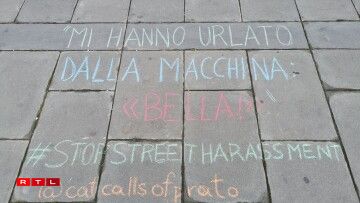 "MI HANNO URLATO
DALLA MACCHINA:
«BELLA!»"
#STOPSTREETHARASSMENT
catcallsofprato
RTL